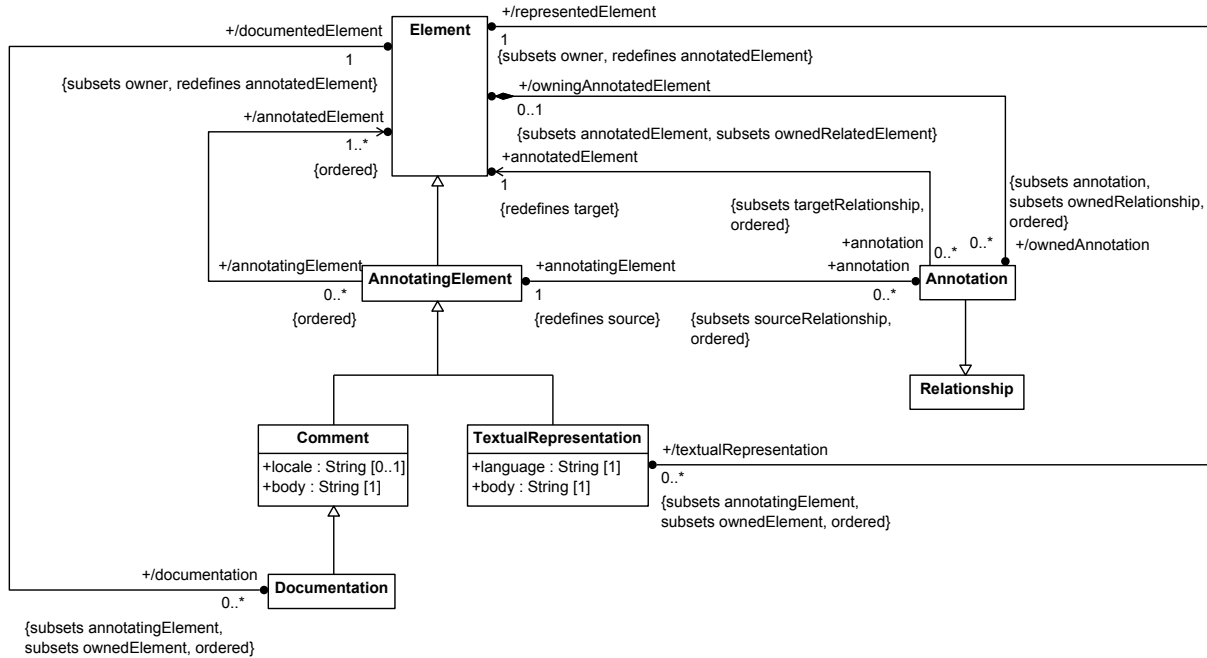 +/representedElement
+/documentedElement
Element
1
1
{subsets owner, redefines annotatedElement}
{subsets owner, redefines annotatedElement}
+/owningAnnotatedElement
0..1
+/annotatedElement
{subsets annotatedElement, subsets ownedRelatedElement}
1..*
+annotatedElement
{ordered}
1
{redefines target}
{subsets targetRelationship,
ordered}
{subsets annotation,
subsets ownedRelationship,
ordered}
+annotation
0..*
0..*
+/ownedAnnotation
+/annotatingElement
AnnotatingElement
+annotatingElement
+annotation
Annotation
0..*
1
0..*
{ordered}
{redefines source}
{subsets sourceRelationship,
ordered}
Relationship
Comment
+locale : String [0..1]
+body : String [1]
TextualRepresentation
+language : String [1]
+body : String [1]
+/textualRepresentation
0..*
{subsets annotatingElement,
subsets ownedElement, ordered}
+/documentation
Documentation
0..*
{subsets annotatingElement,
subsets ownedElement, ordered}